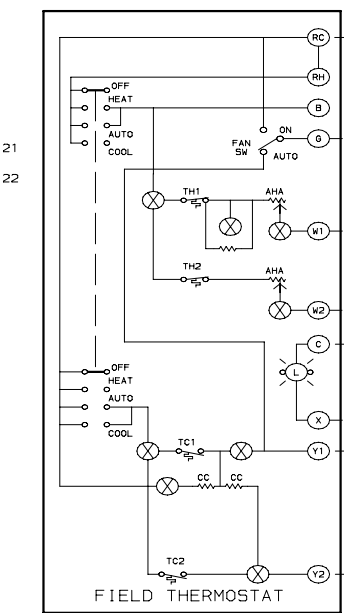 RC
RH
OFF
HEAT
B
AUTO
ON
G
21
FAN
SW
COOL
AUTO
22
TH1
AHA
W1
TH2
AHA
W2
C
OFF
L
HEAT
AUTO
X
COOL
TC1
Y1
CC
CC
TC2
Y2
FIELD THERMOSTAT